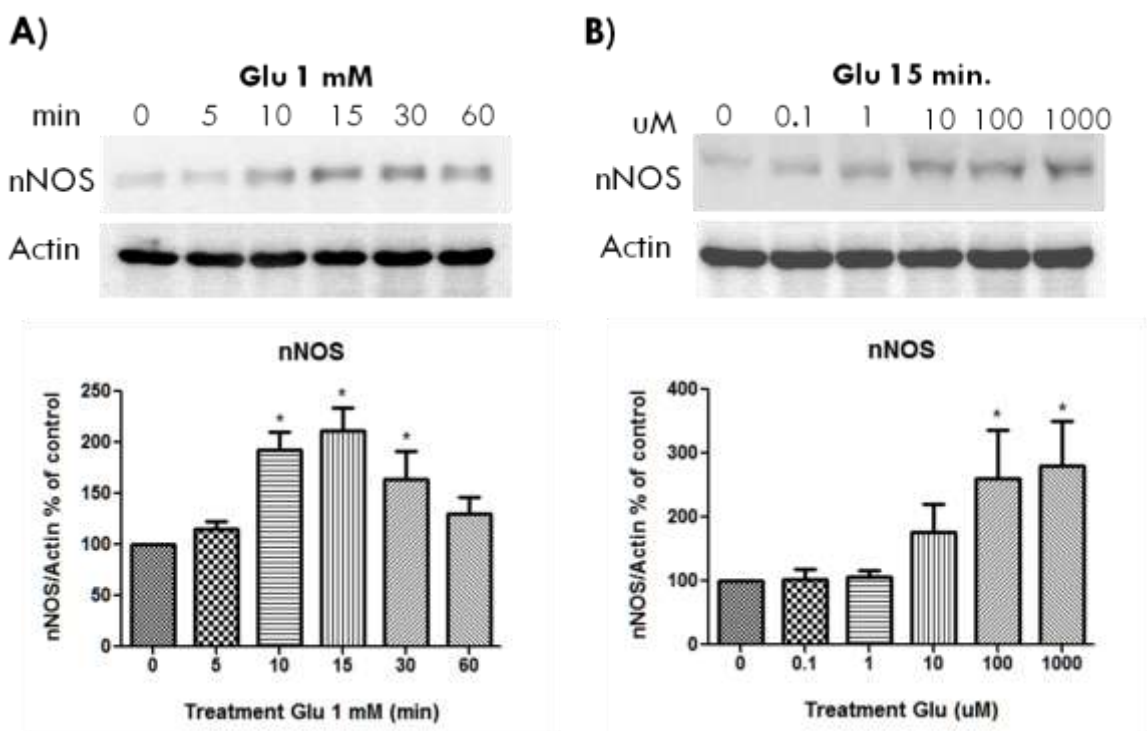 A)
Glu 1 mM
min 0 5 10 15 30 60
nNOS
Actin
nNOS
nNOS/Actin % of control
250
200
150
100
50
0
* * *
0 5 10 15 30 60
Treatment Glu 1 mM (min)
B)
Glu 15 min.
uM 0 0.1 1 10 100 1000
nNOS
Actin
nNOS
nNOS/Actin % of control
400
300
200
100
0
* *
0 0.1 1 10 100 1000
Treatment Glu (uM)